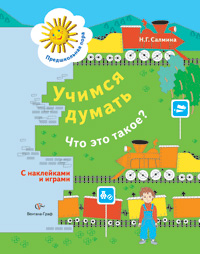 Предшкольная пора
Н.Г. Салмина
Учимся
думать
Что это такое?
С наклейками
и играми
Вентана-Граф